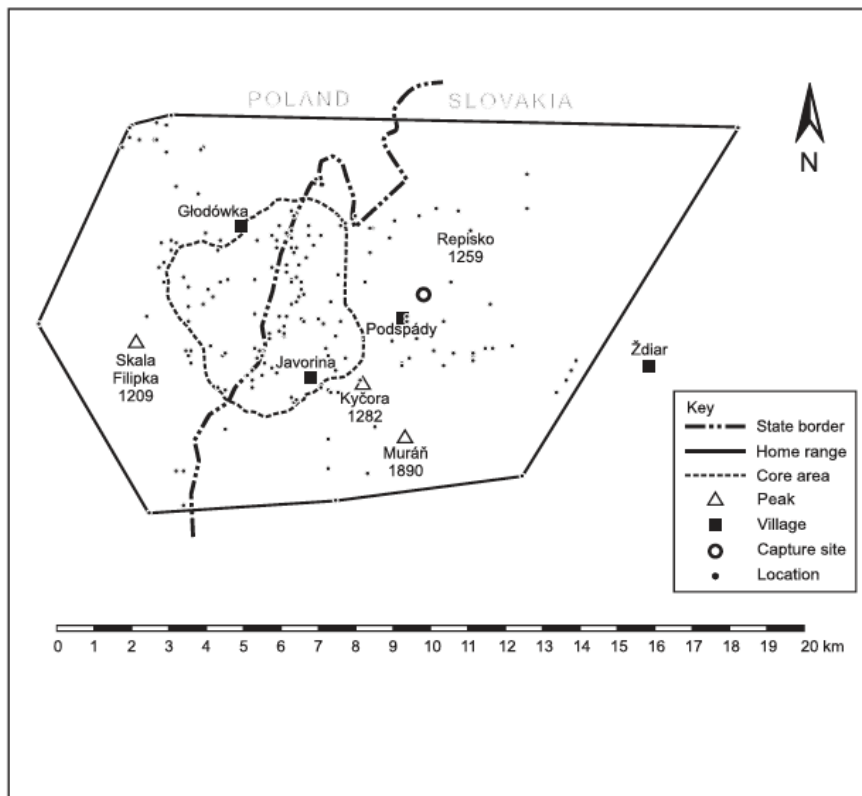 POLAND SLOVAKIA
N
Głodówka
Repisko
1259
Podspády
Skala
Filipka
1209
Ždiar
Javorina
Kyčora
1282
Muráň
1890
Key
State border
Home range
Core area
Peak
Village
Capture site
Location
0 1 2 3 4 5 6 7 8 9 10 11 12 13 14 15 16 17 18 19 20 km